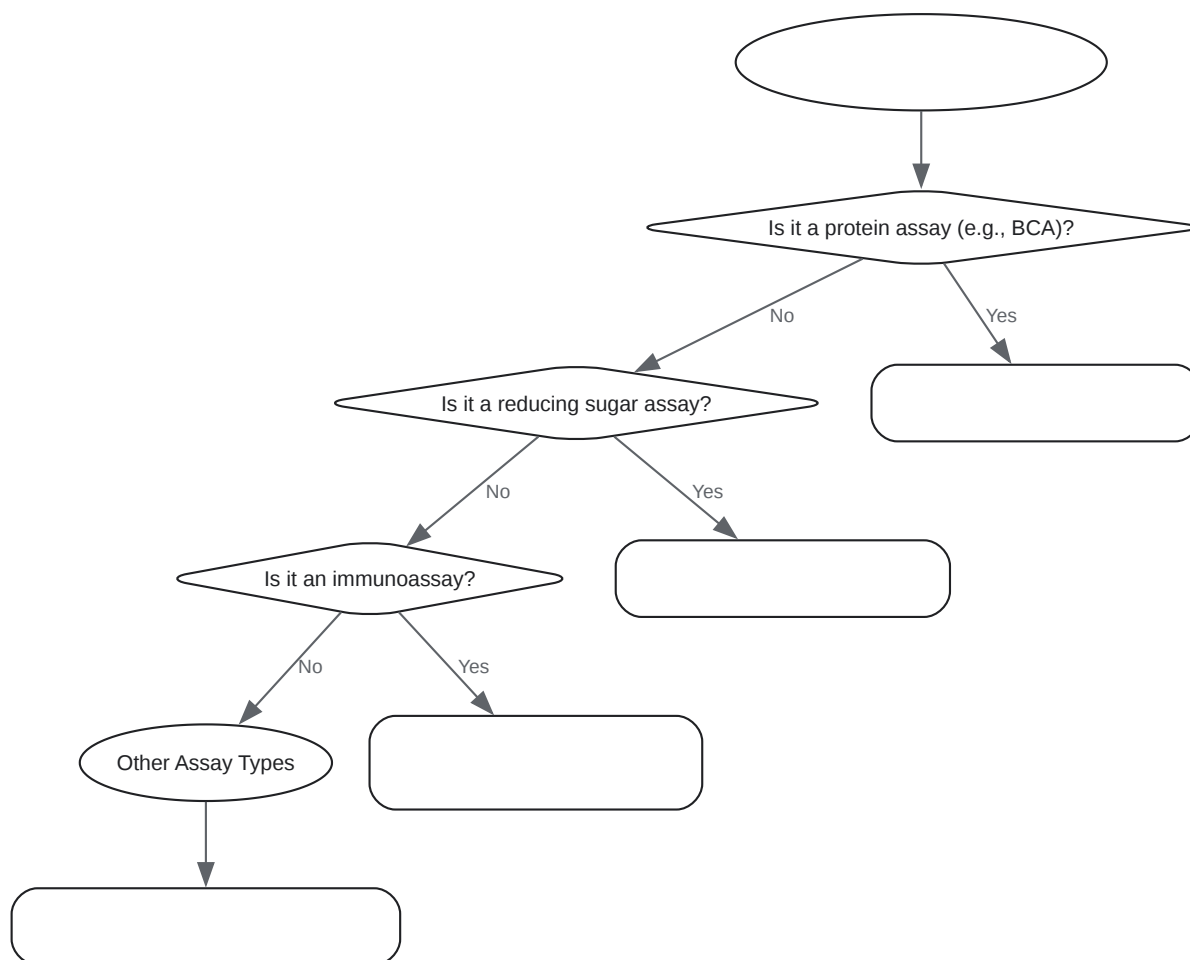 Is it a protein assay (e.g., BCA)?
No
Yes
Is it a reducing sugar assay?
No
Yes
Is it an immunoassay?
No
Yes
Other Assay Types